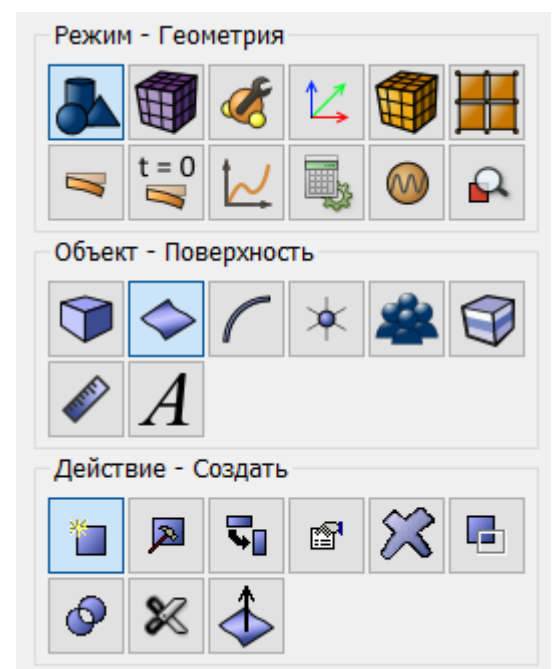 Режим - Геометрия
t = 0
Объект - Поверхность
A
Действие - Создать